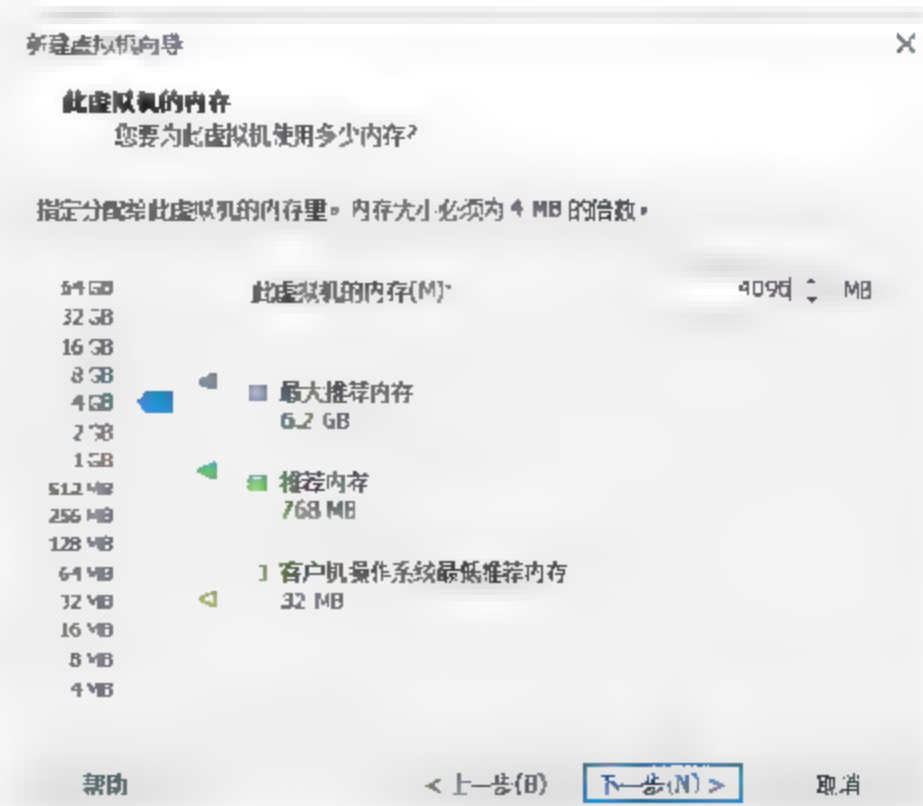 新建虚拟机向导
此虚拟机的内存
您要为此虚拟机使用多少内存?
指定分配给此虚拟机的内存量。内存大小必须为 4 MB 的倍数。
64 GB
此虚拟机的内存(M):
4096 MB
32 GB
16 GB
8 GB
4 GB
2 GB
1 GB
512 MB
256 MB
128 MB
64 MB
32 MB
16 MB
8 MB
4 MB
最大推荐内存
6.2 GB
推荐内存
768 MB
客户机操作系统最低推荐内存
32 MB
帮助
< 上一步(B)
下一步(N) >
取消